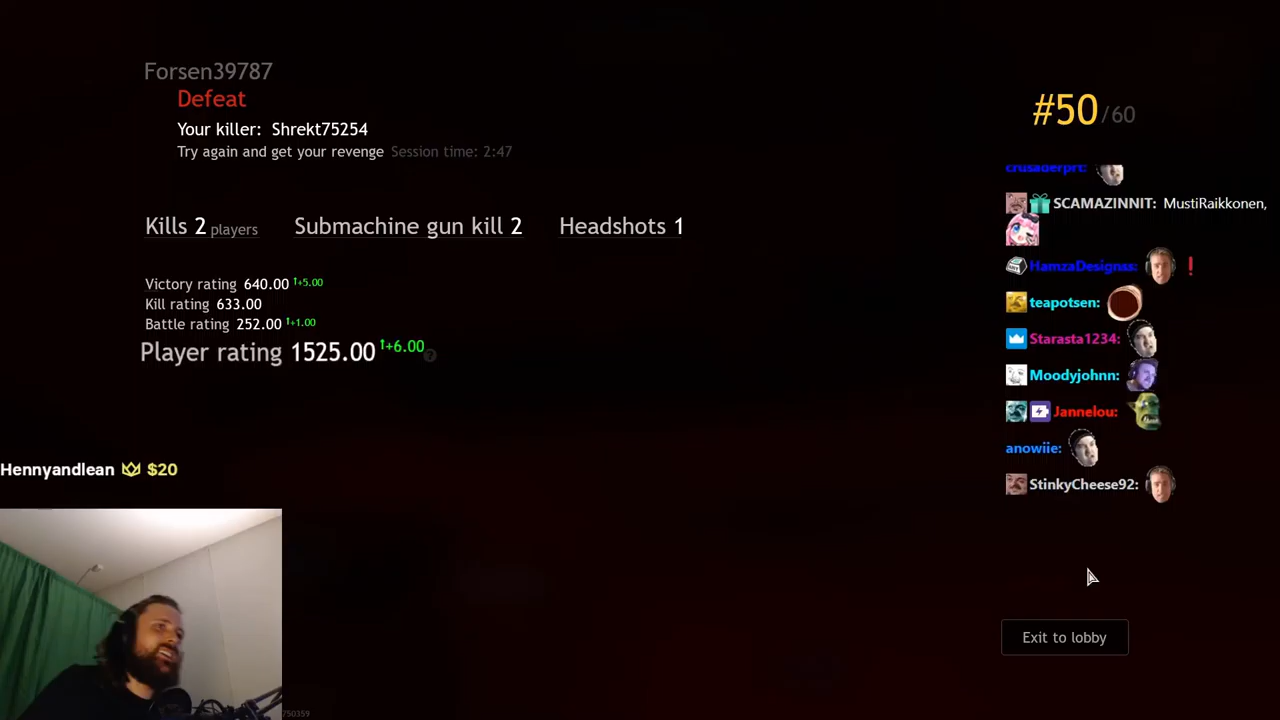 Forsen39787
Defeat
Your killer: Shrekt75254
Try again and get your revenge Session time: 2:47
#50/60
Kills 2 players Submachine gun kill 2 Headshots 1
Victory rating 640.00 ↑+5.00
Kill rating 633.00
Battle rating 252.00 ↑+1.00
Player rating 1525.00 ↑+6.00 ?
Hennyandlean $20
crusaderprt:
SCAMAZINNIT: MustiRaikkonen,
HamzaDesignss: !
teapotsen:
Starasta1234:
Moodyjohnn:
Jannelou:
anowiie:
StinkyCheese92:
Exit to lobby
750359